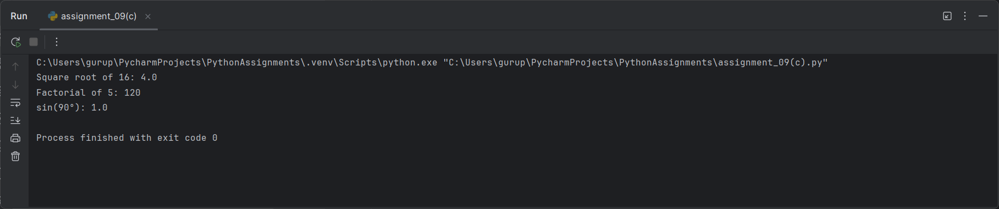 Run assignment_09(c)
C:\Users\gurup\PycharmProjects\PythonAssignments\.venv\Scripts\python.exe "C:\Users\gurup\PycharmProjects\PythonAssignments\assignment_09(c).py"
Square root of 16: 4.0
Factorial of 5: 120
sin(90°): 1.0
Process finished with exit code 0